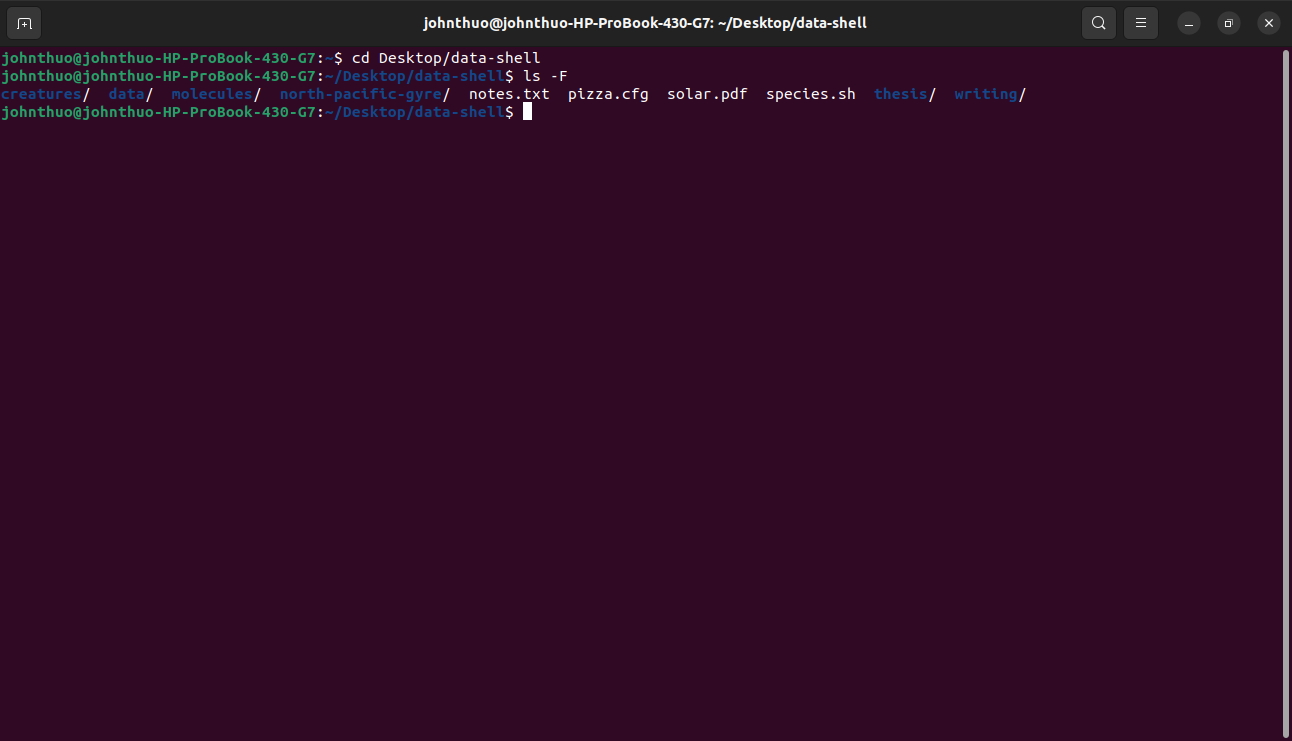 johnthuo@johnthuo-HP-ProBook-430-G7: ~/Desktop/data-shell
johnthuo@johnthuo-HP-ProBook-430-G7:~$ cd Desktop/data-shell
johnthuo@johnthuo-HP-ProBook-430-G7:~/Desktop/data-shell$ ls -F
creatures/  data/  molecules/  north-pacific-gyre/  notes.txt  pizza.cfg  solar.pdf  species.sh  thesis/  writing/
johnthuo@johnthuo-HP-ProBook-430-G7:~/Desktop/data-shell$